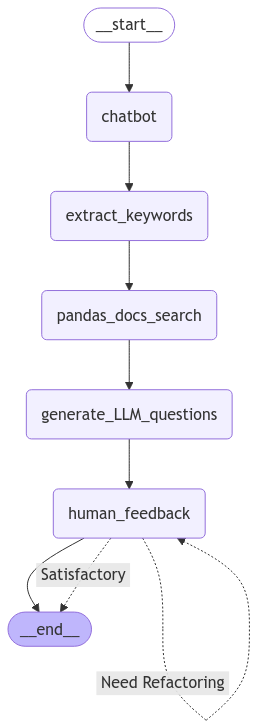 __start__
chatbot
extract_keywords
pandas_docs_search
generate_LLM_questions
human_feedback
Satisfactory
__end__
Need Refactoring